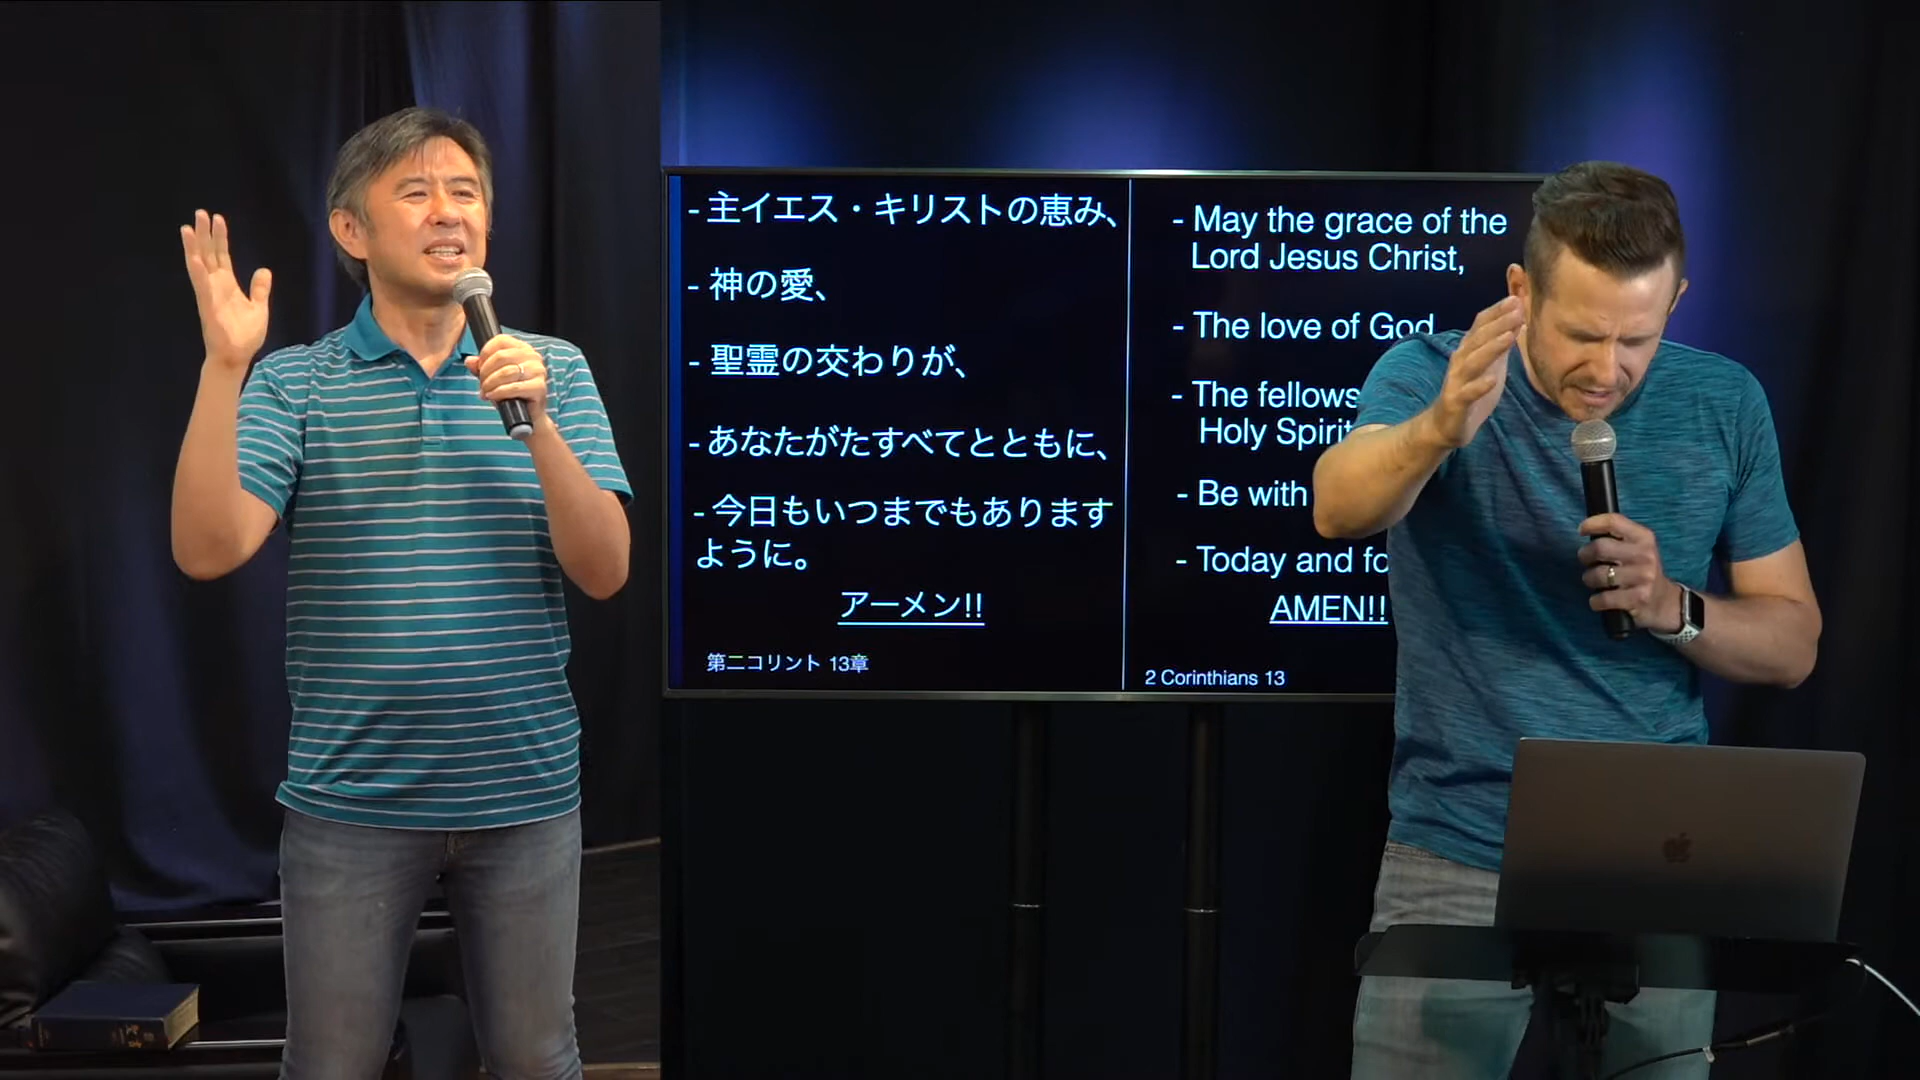 - 主イエス・キリストの恵み、
- 神の愛、
- 聖霊の交わりが、
- あなたがたすべてとともに、
- 今日もいつまでもあります
ように。
アーメン!!
第二コリント 13章
- May the grace of the
Lord Jesus Christ,
- The love of God
- The
Holy
- Be with
- Today and
AMEN!!
2 Corinthians 13